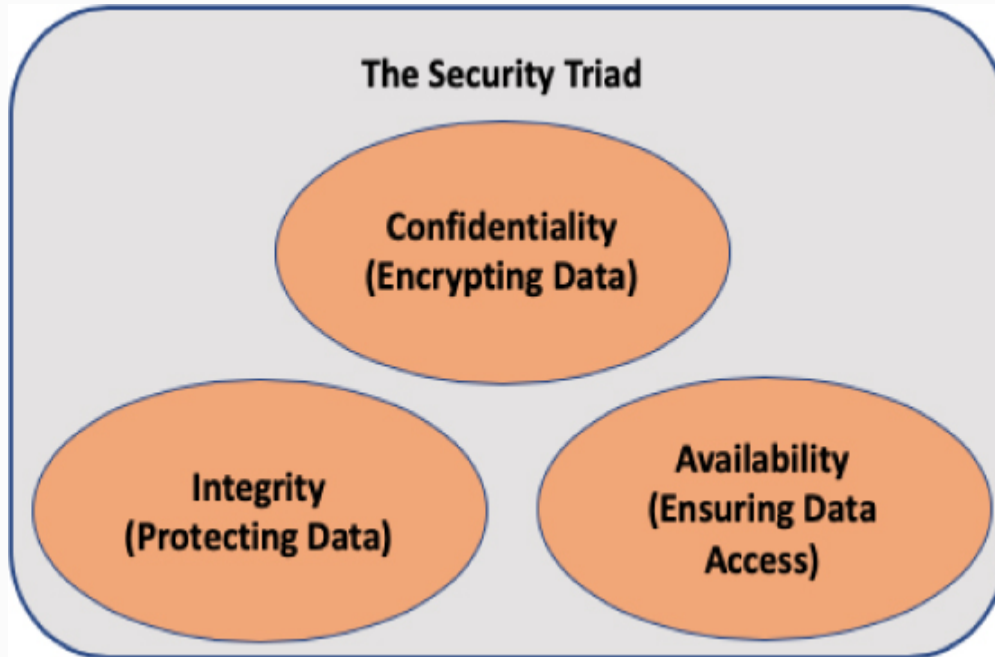 The Security Triad
Confidentiality
(Encrypting Data)
Integrity
(Protecting Data)
Availability
(Ensuring Data
Access)